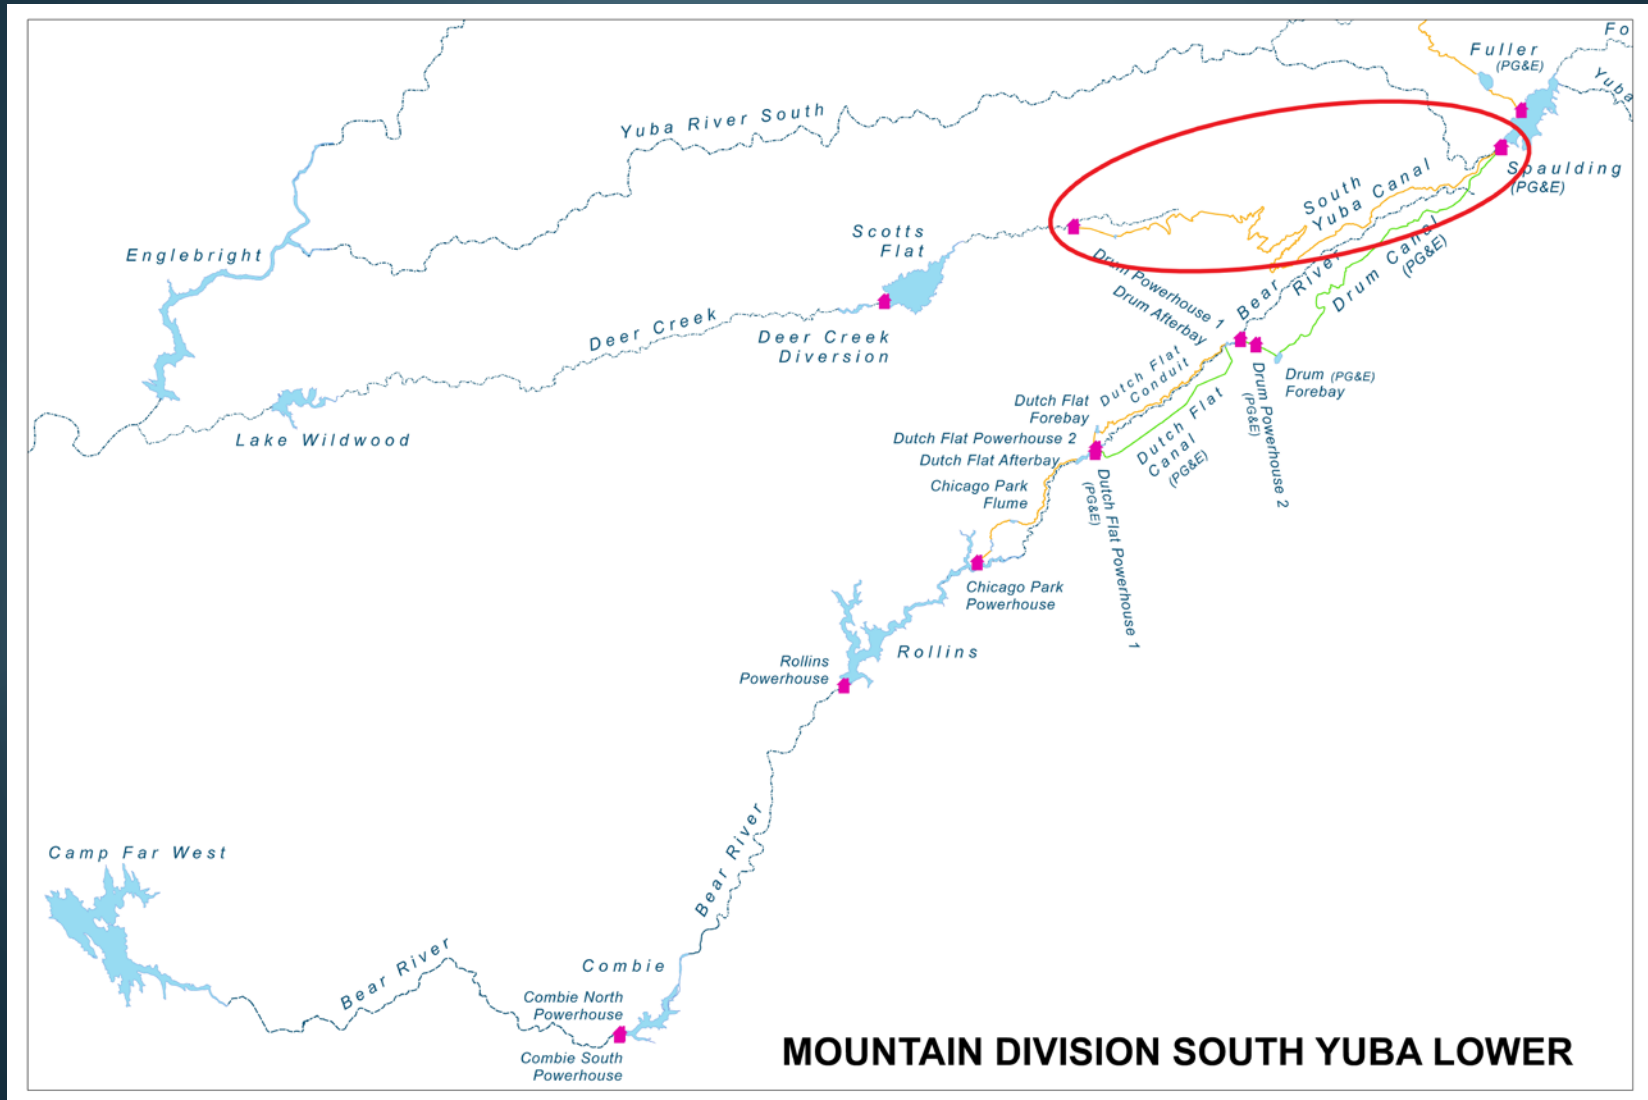 Fo
Fuller
(PG&E)
Yuba
Yuba River South
Spaulding
(PG&E)
South
Yuba Canal
Scotts
Flat
Englebright
Drum Canal
(PG&E)
Bear River
Drum Powerhouse 1
Drum Afterbay
Deer Creek
Deer Creek
Diversion
Dutch Flat
Conduit
Drum (PG&E)
Forebay
Drum Powerhouse 2
(PG&E)
Dutch Flat
Canal
(PG&E)
Dutch Flat
Forebay
Dutch Flat Powerhouse 2
Dutch Flat Afterbay
Lake Wildwood
Chicago Park
Flume
Dutch Flat Powerhouse 1
(PG&E)
Chicago Park
Powerhouse
Rollins
Rollins
Powerhouse
Bear River
Camp Far West
Bear River
Combie
Combie North
Powerhouse
Combie South
Powerhouse
MOUNTAIN DIVISION SOUTH YUBA LOWER